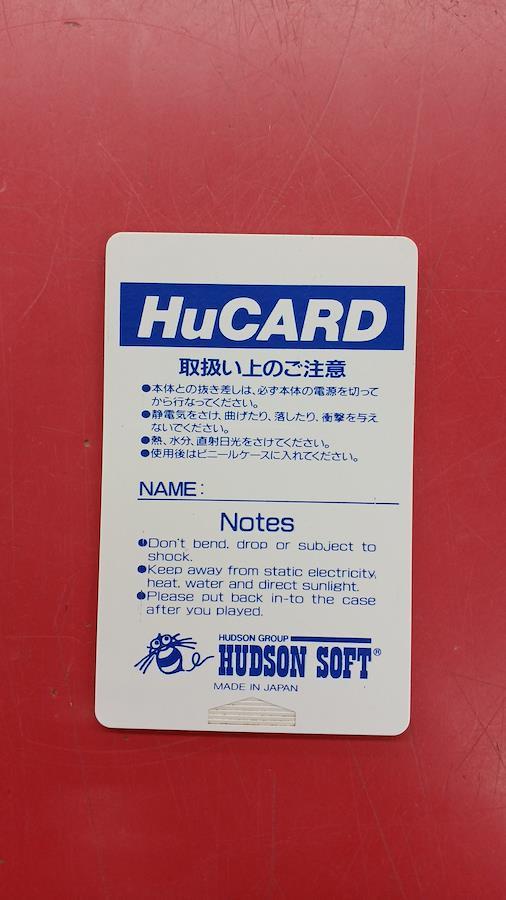 HuCARD
取扱い上のご注意
●本体との抜き差しは、必ず本体の電源を切って
から行なってください。
●静電気をさけ、曲げたり、落したり、衝撃を与え
ないでください。
●熱、水分、直射日光をさけてください。
●使用後はビニールケースに入れてください。
NAME:
Notes
●Don't bend, drop or subject to
shock.
●Keep away from static electricity,
heat, water and direct sunlight.
●Please put back in-to the case
after you played.
HUDSON GROUP
HUDSON SOFT®
MADE IN JAPAN